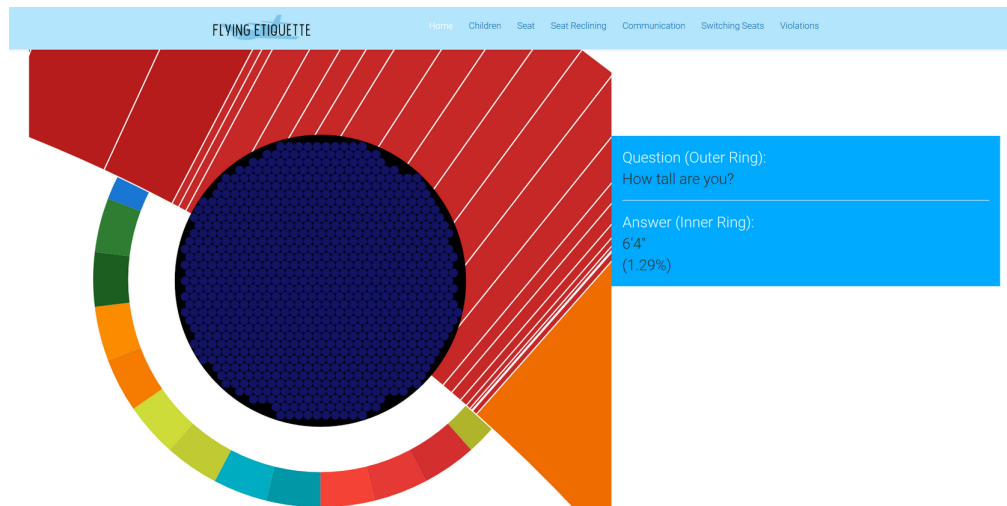 FLYING ETIQUETTE
Home Children Seat Seat Reclining Communication Switching Seats Violations
Question (Outer Ring):
How tall are you?
Answer (Inner Ring):
6'4"
(1.29%)